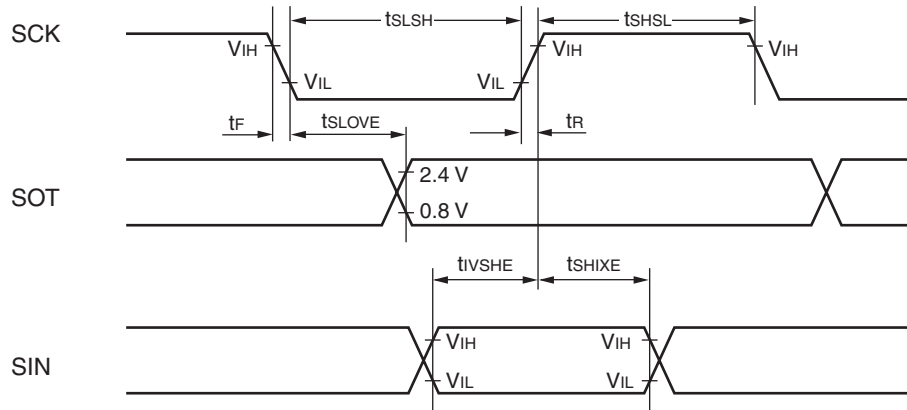 tSLSH
tSHSL
SCK
VIH
VIH
VIH
VIL
VIL
tF
tSLOVE
tR
SOT
2.4 V
0.8 V
tIVSHE
tSHIXE
SIN
VIH
VIH
VIL
VIL